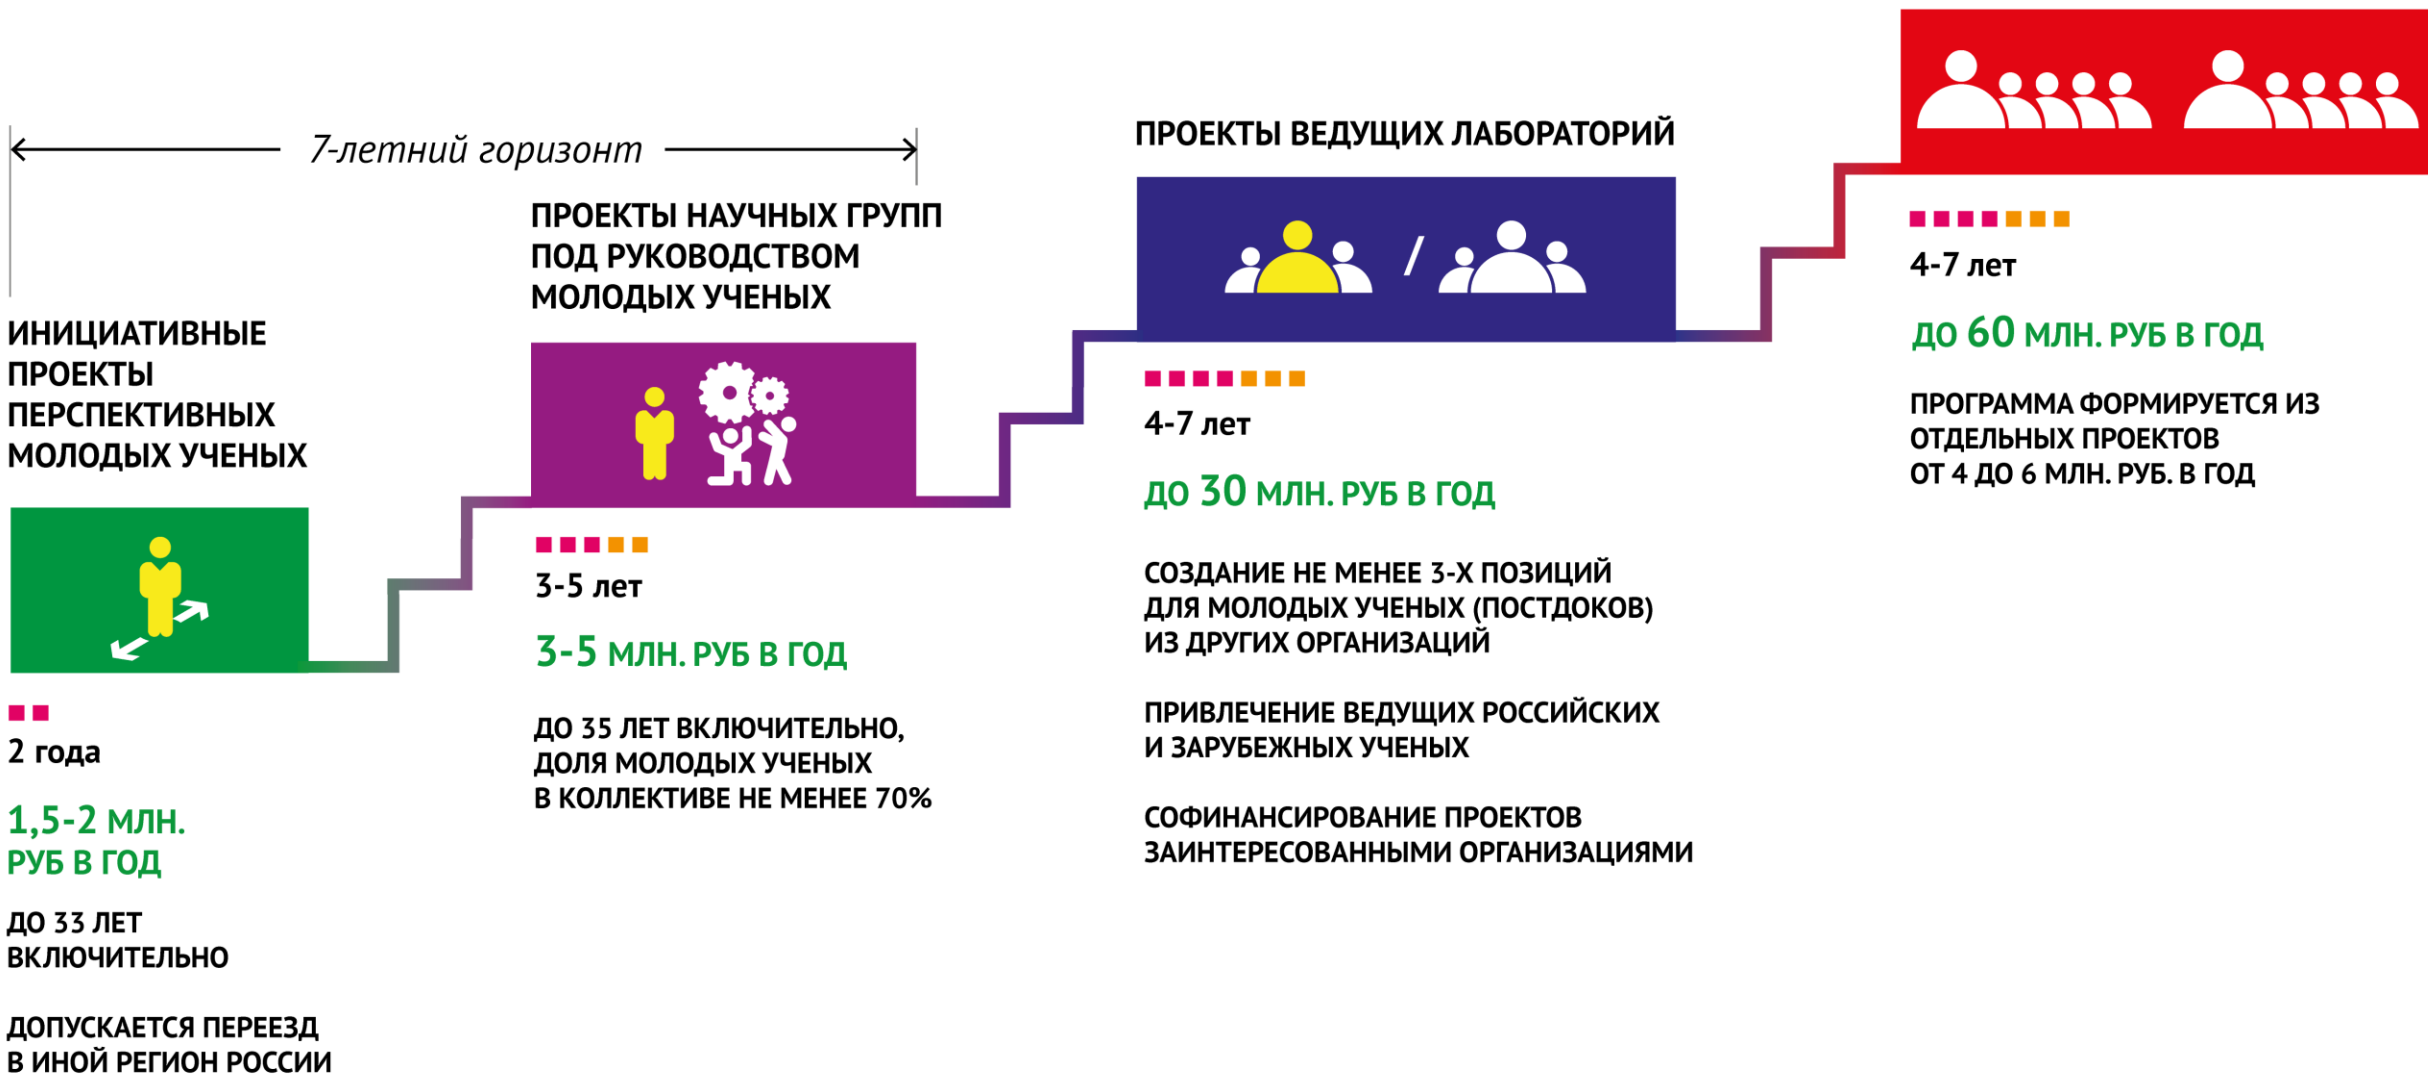 7-летний горизонт
ИНИЦИАТИВНЫЕ
ПРОЕКТЫ
ПЕРСПЕКТИВНЫХ
МОЛОДЫХ УЧЕНЫХ
2 года
1,5-2 МЛН.
РУБ В ГОД
ДО 33 ЛЕТ
ВКЛЮЧИТЕЛЬНО
ДОПУСКАЕТСЯ ПЕРЕЕЗД
В ИНОЙ РЕГИОН РОССИИ
ПРОЕКТЫ НАУЧНЫХ ГРУПП
ПОД РУКОВОДСТВОМ
МОЛОДЫХ УЧЕНЫХ
3-5 лет
3-5 МЛН. РУБ В ГОД
ДО 35 ЛЕТ ВКЛЮЧИТЕЛЬНО,
ДОЛЯ МОЛОДЫХ УЧЕНЫХ
В КОЛЛЕКТИВЕ НЕ МЕНЕЕ 70%
ПРОЕКТЫ ВЕДУЩИХ ЛАБОРАТОРИЙ
/
4-7 лет
ДО 30 МЛН. РУБ В ГОД
СОЗДАНИЕ НЕ МЕНЕЕ 3-Х ПОЗИЦИЙ
ДЛЯ МОЛОДЫХ УЧЕНЫХ (ПОСТДОКОВ)
ИЗ ДРУГИХ ОРГАНИЗАЦИЙ
ПРИВЛЕЧЕНИЕ ВЕДУЩИХ РОССИЙСКИХ
И ЗАРУБЕЖНЫХ УЧЕНЫХ
СОФИНАНСИРОВАНИЕ ПРОЕКТОВ
ЗАИНТЕРЕСОВАННЫМИ ОРГАНИЗАЦИЯМИ
4-7 лет
ДО 60 МЛН. РУБ В ГОД
ПРОГРАММА ФОРМИРУЕТСЯ ИЗ
ОТДЕЛЬНЫХ ПРОЕКТОВ
ОТ 4 ДО 6 МЛН. РУБ. В ГОД